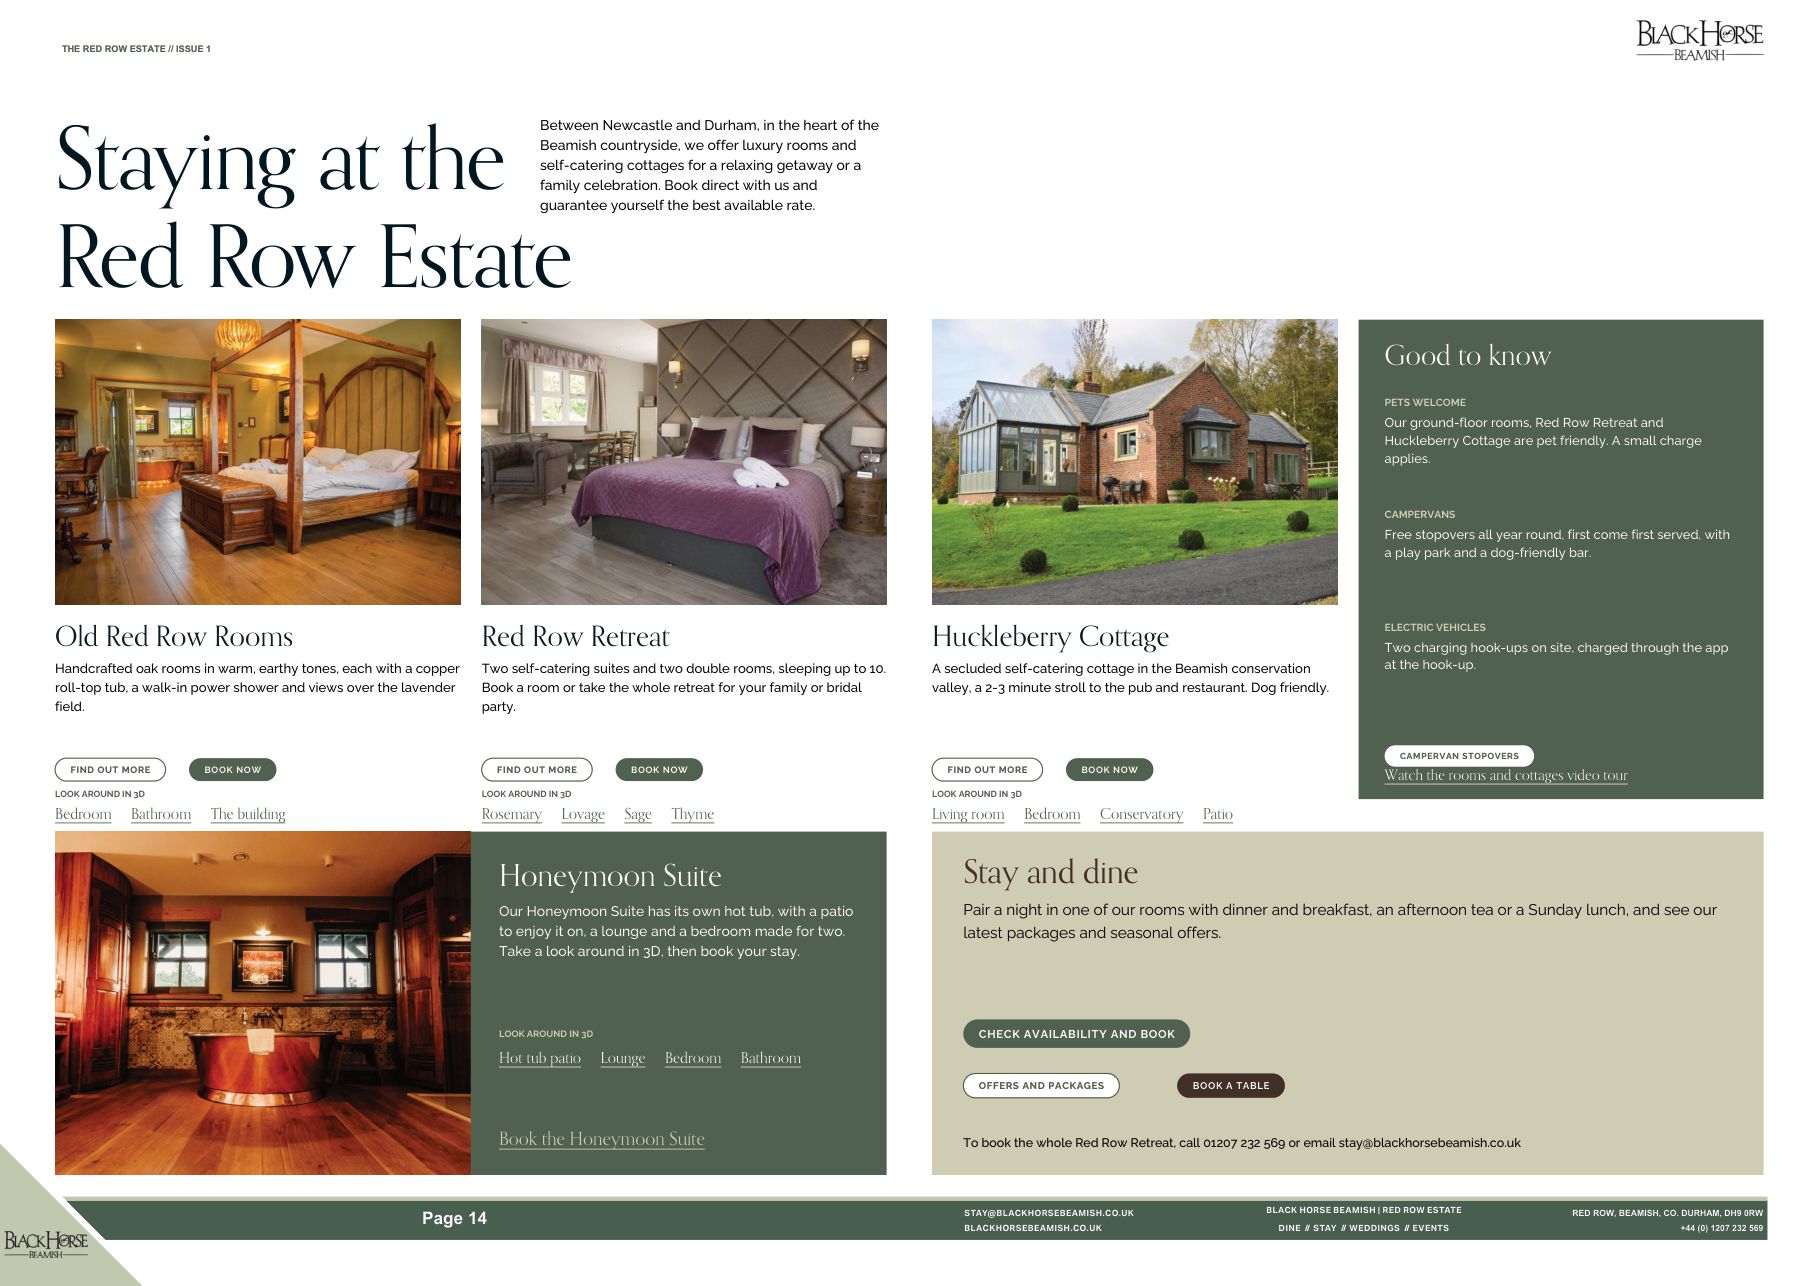 THE RED ROW ESTATE // ISSUE 1
BLACK HORSE
BEAMISH
Staying at the
Red Row Estate
Between Newcastle and Durham, in the heart of the
Beamish countryside, we offer luxury rooms and
self-catering cottages for a relaxing getaway or a
family celebration. Book direct with us and
guarantee yourself the best available rate.
Old Red Row Rooms
Handcrafted oak rooms in warm, earthy tones, each with a copper
roll-top tub, a walk-in power shower and views over the lavender
field.
FIND OUT MORE
BOOK NOW
LOOK AROUND IN 3D
Bedroom Bathroom The building
Red Row Retreat
Two self-catering suites and two double rooms, sleeping up to 10.
Book a room or take the whole retreat for your family or bridal
party.
FIND OUT MORE
BOOK NOW
LOOK AROUND IN 3D
Rosemary Lovage Sage Thyme
Huckleberry Cottage
A secluded self-catering cottage in the Beamish conservation
valley, a 2-3 minute stroll to the pub and restaurant. Dog friendly.
FIND OUT MORE
BOOK NOW
LOOK AROUND IN 3D
Living room Bedroom Conservatory Patio
Good to know
PETS WELCOME
Our ground-floor rooms, Red Row Retreat and
Huckleberry Cottage are pet friendly. A small charge
applies.
CAMPERVANS
Free stopovers all year round, first come first served, with
a play park and a dog-friendly bar.
ELECTRIC VEHICLES
Two charging hook-ups on site, charged through the app
at the hook-up.
CAMPERVAN STOPOVERS
Watch the rooms and cottages video tour
Honeymoon Suite
Our Honeymoon Suite has its own hot tub, with a patio
to enjoy it on, a lounge and a bedroom made for two.
Take a look around in 3D, then book your stay.
LOOK AROUND IN 3D
Hot tub patio Lounge Bedroom Bathroom
Book the Honeymoon Suite
Stay and dine
Pair a night in one of our rooms with dinner and breakfast, an afternoon tea or a Sunday lunch, and see our
latest packages and seasonal offers.
CHECK AVAILABILITY AND BOOK
OFFERS AND PACKAGES
BOOK A TABLE
To book the whole Red Row Retreat, call 01207 232 569 or email stay@blackhorsebeamish.co.uk
BLACK HORSE
BEAMISH
Page 14
STAY@BLACKHORSEBEAMISH.CO.UK
BLACKHORSEBEAMISH.CO.UK
BLACK HORSE BEAMISH | RED ROW ESTATE
DINE // STAY // WEDDINGS // EVENTS
RED ROW, BEAMISH, CO. DURHAM, DH9 0RW
+44 (0) 1207 232 569